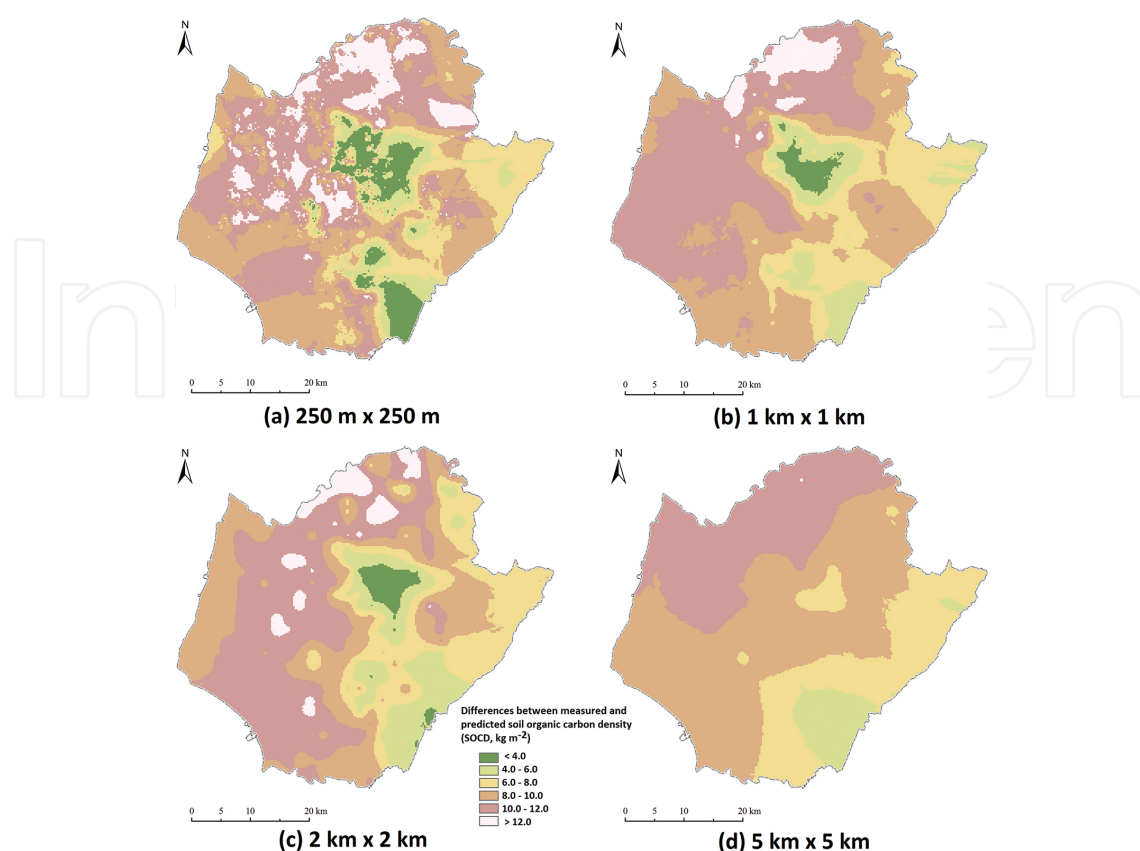 N
N
0 5 10 20 km
0 5 10 20 km
(a) 250 m x 250 m
(b) 1 km x 1 km
N
N
Differences between measured and
predicted soil organic carbon density
(SOCD, kg m-2)
< 4.0
4.0 - 6.0
6.0 - 8.0
8.0 - 10.0
10.0 - 12.0
> 12.0
0 5 10 20 km
0 5 10 20 km
(c) 2 km x 2 km
(d) 5 km x 5 km